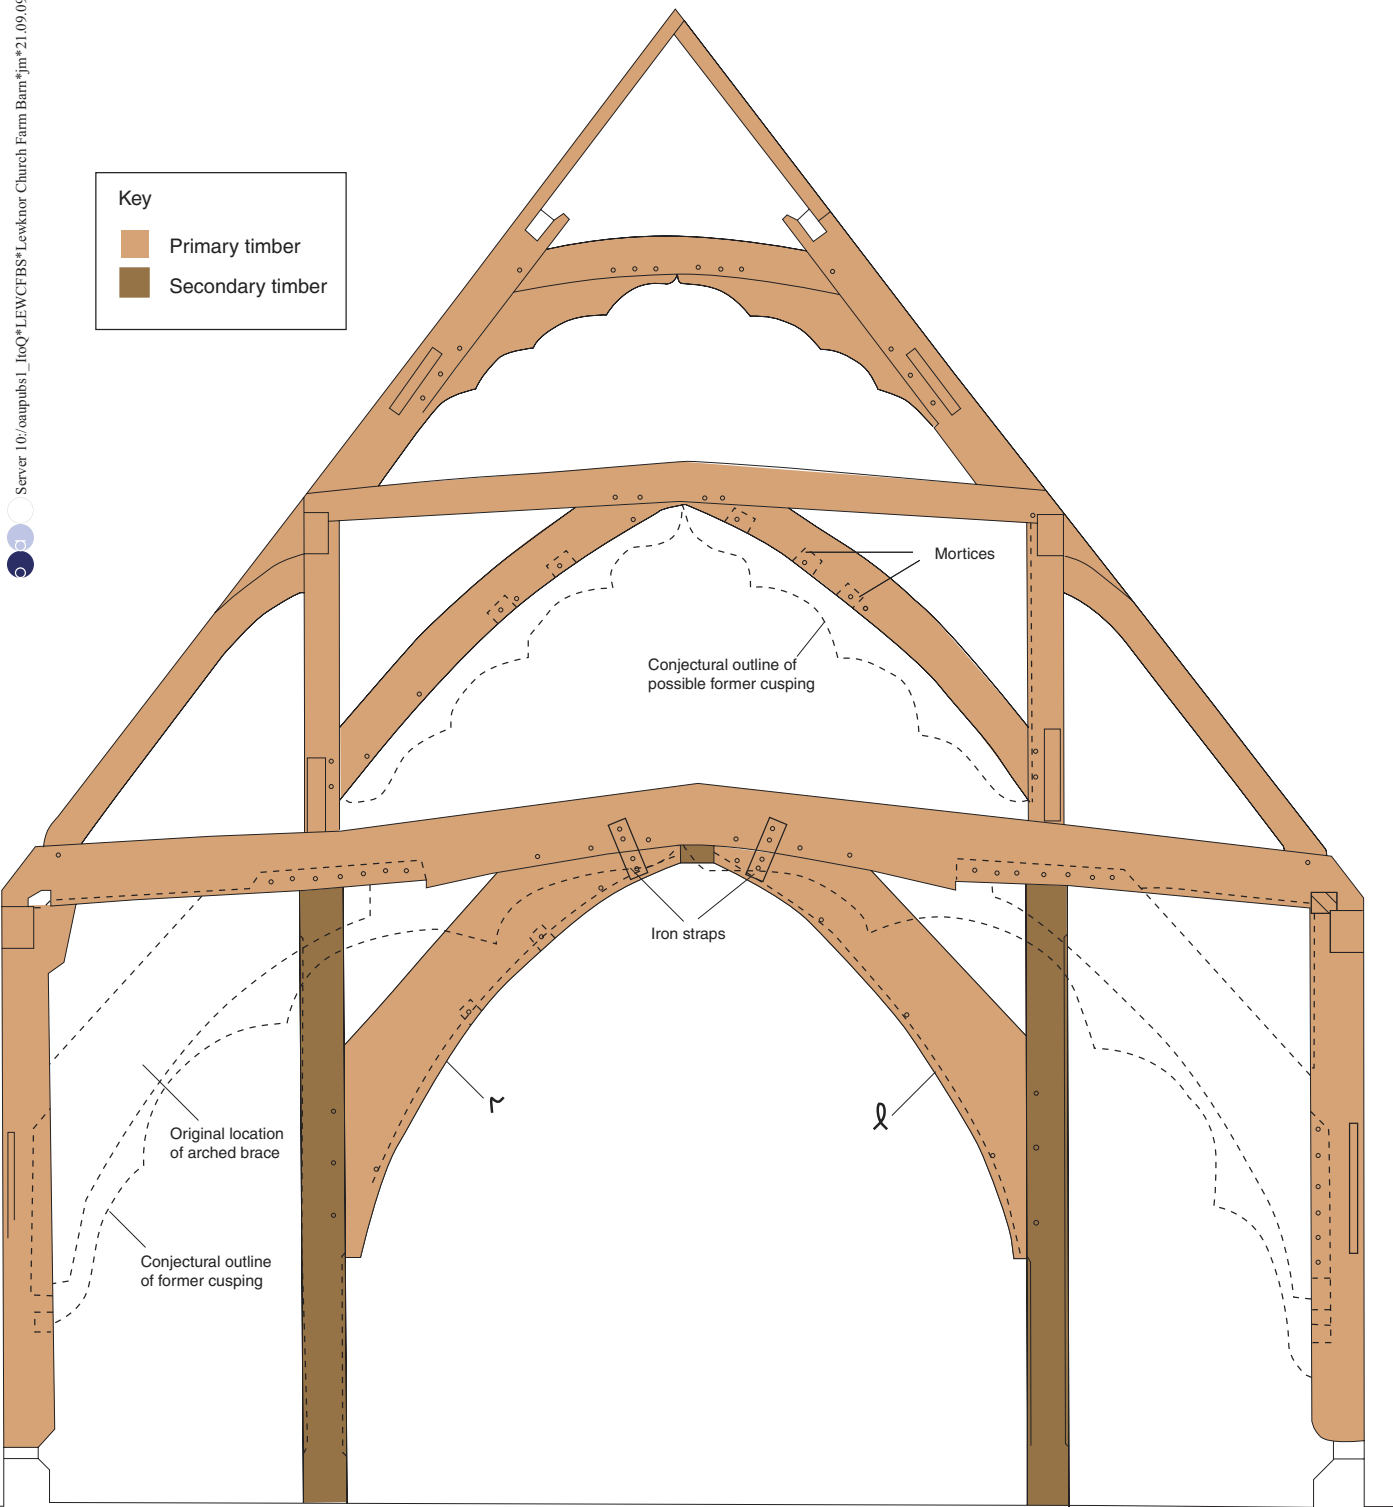 Server 10:/oaupubs1_ItoQ*LEWCFBS*Lewknor Church Farm Barn*jm*21.09.09
Key
Primary timber
Secondary timber
Mortices
Conjectural outline of
possible former cusping
Iron straps
Original location
of arched brace
Conjectural outline
of former cusping